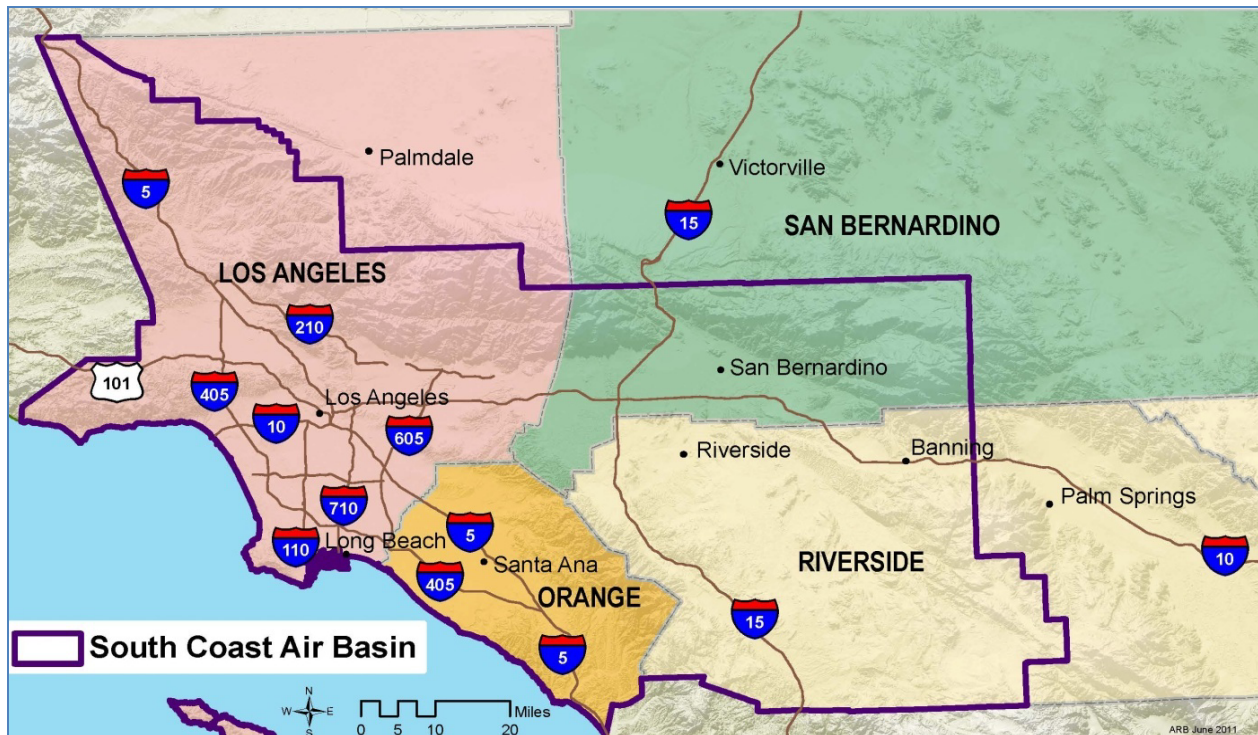 Palmdale
Victorville
5
15
SAN BERNARDINO
LOS ANGELES
210
San Bernardino
101
405
Los Angeles
10
605
Riverside
Banning
Palm Springs
710
110
Long Beach
5
Santa Ana
405
ORANGE
RIVERSIDE
10
15
5
South Coast Air Basin
N
W E
S
Miles
0 5 10 20
ARB June 2011